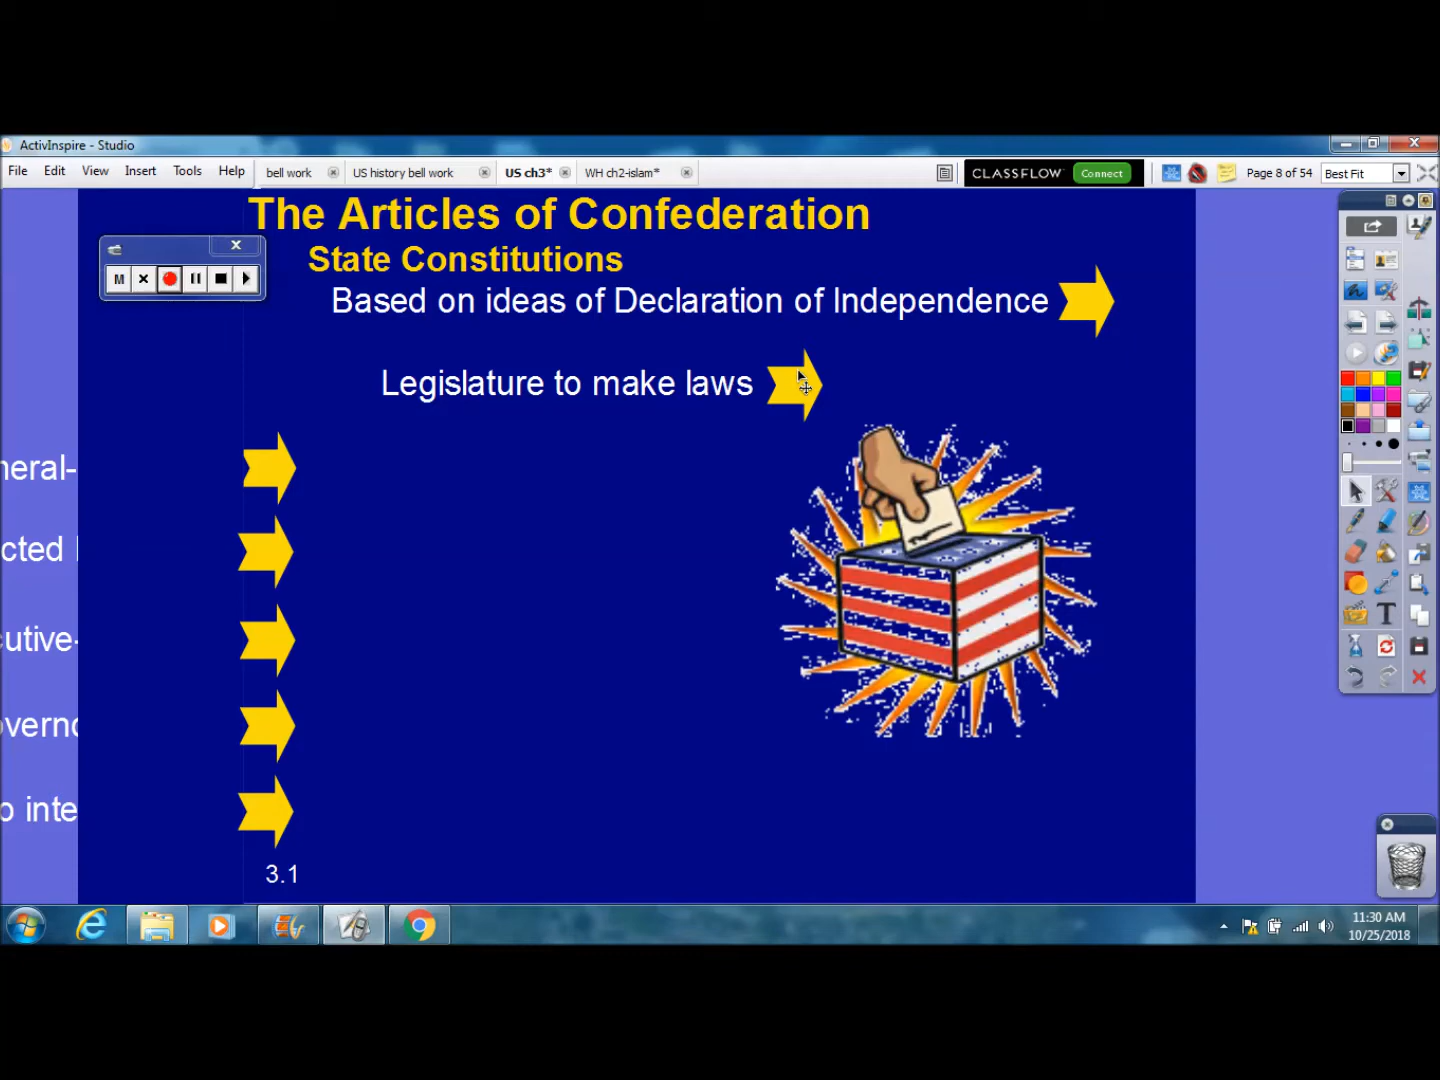 ActivInspire - Studio
File Edit View Insert Tools Help
bell work
US history bell work
US ch3*
WH ch2-islam*
CLASSFLOW
Connect
Page 8 of 54
Best Fit
The Articles of Confederation
State Constitutions
M
Based on ideas of Declaration of Independence
Legislature to make laws
neral-
cted
cutive-
overno
o inte
3.1
T
11:30 AM
10/25/2018